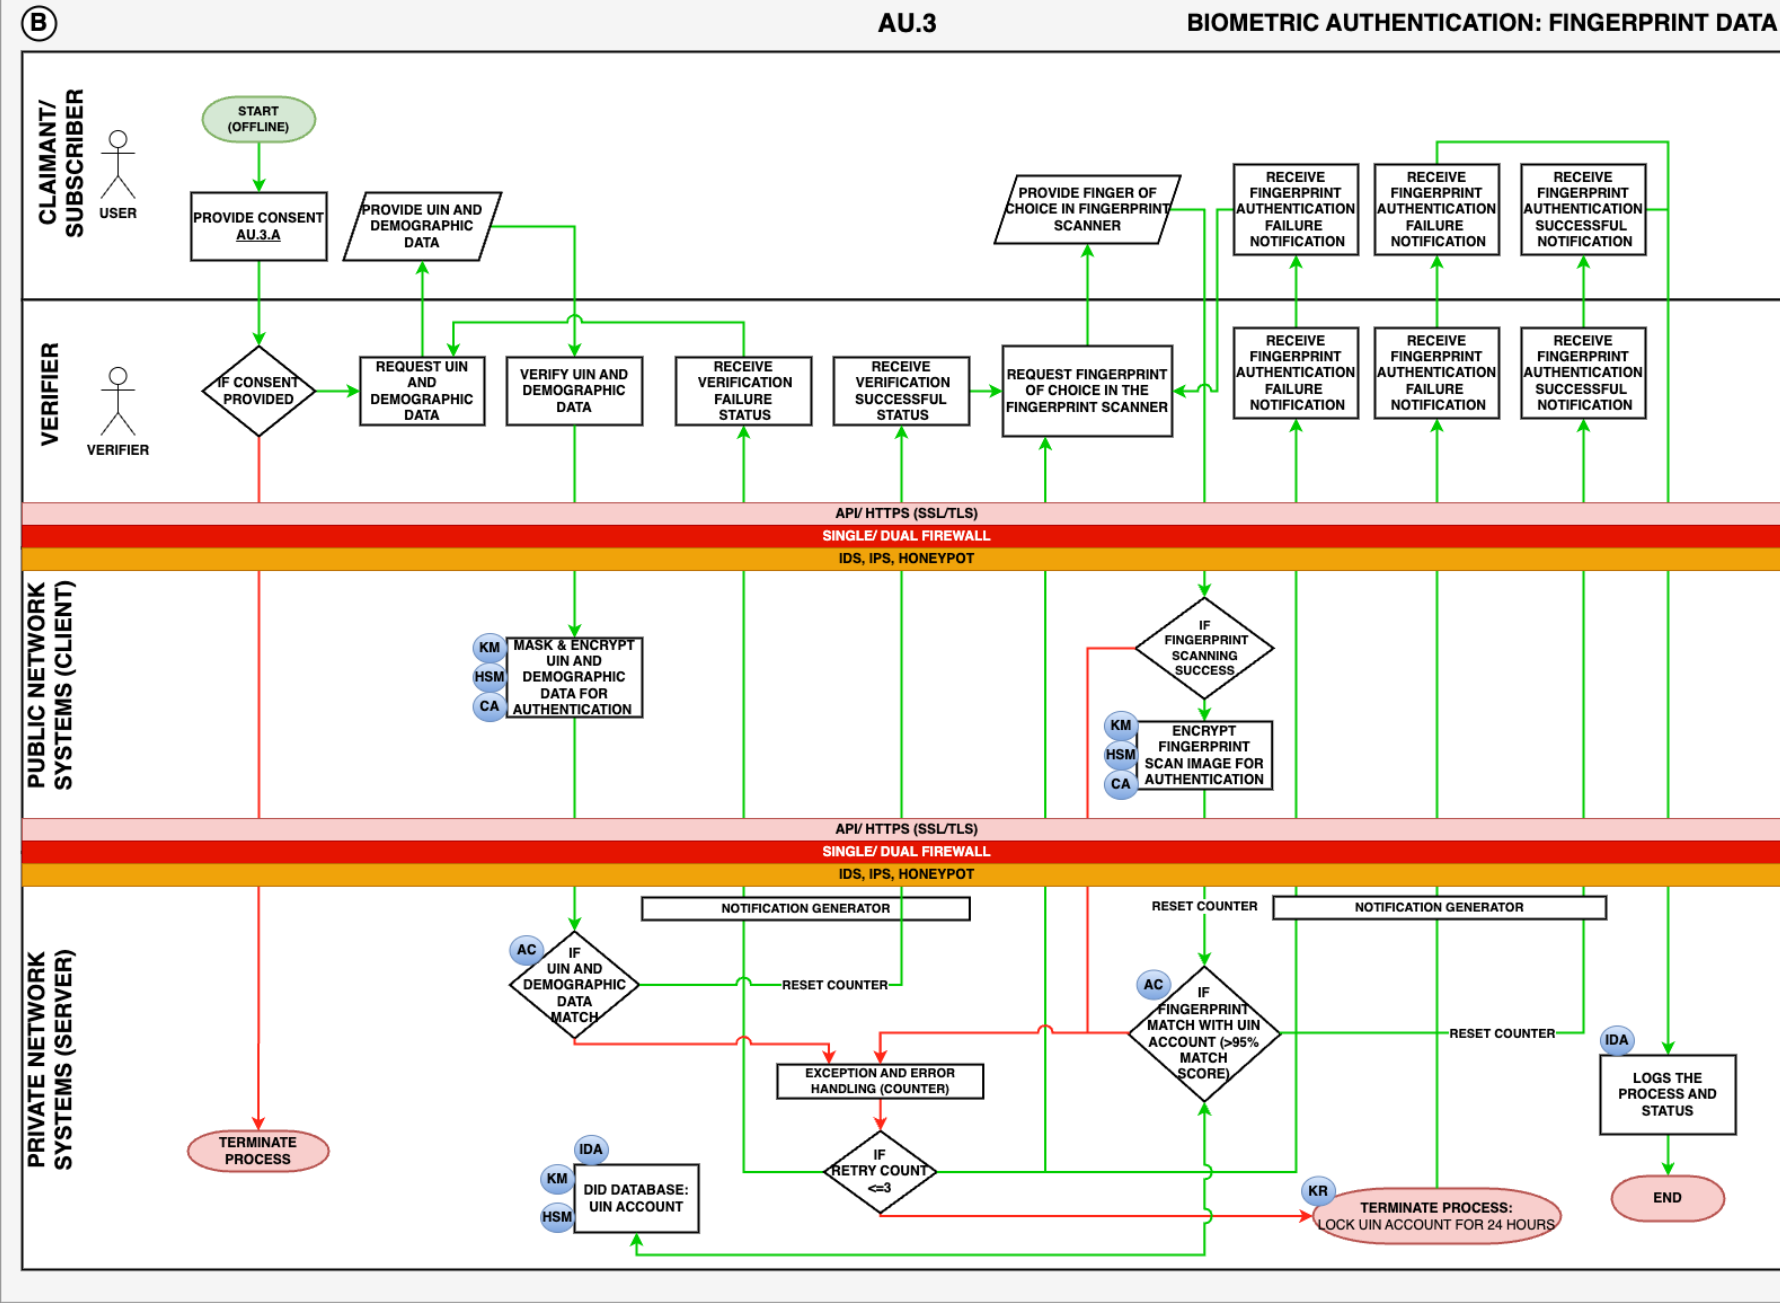 B
AU.3
BIOMETRIC AUTHENTICATION: FINGERPRINT DATA
CLAIMANT/
SUBSCRIBER
USER
START
(OFFLINE)
PROVIDE CONSENT
AU.3.A
PROVIDE UIN AND
DEMOGRAPHIC
DATA
PROVIDE FINGER OF
CHOICE IN FINGERPRINT
SCANNER
RECEIVE
FINGERPRINT
AUTHENTICATION
FAILURE
NOTIFICATION
RECEIVE
FINGERPRINT
AUTHENTICATION
FAILURE
NOTIFICATION
RECEIVE
FINGERPRINT
AUTHENTICATION
SUCCESSFUL
NOTIFICATION
VERIFIER
VERIFIER
IF CONSENT
PROVIDED
REQUEST UIN
AND
DEMOGRAPHIC
DATA
VERIFY UIN AND
DEMOGRAPHIC
DATA
RECEIVE
VERIFICATION
FAILURE
STATUS
RECEIVE
VERIFICATION
SUCCESSFUL
STATUS
REQUEST FINGERPRINT
OF CHOICE IN THE
FINGERPRINT SCANNER
RECEIVE
FINGERPRINT
AUTHENTICATION
FAILURE
NOTIFICATION
RECEIVE
FINGERPRINT
AUTHENTICATION
FAILURE
NOTIFICATION
RECEIVE
FINGERPRINT
AUTHENTICATION
SUCCESSFUL
NOTIFICATION
API/ HTTPS (SSL/TLS)
SINGLE/ DUAL FIREWALL
IDS, IPS, HONEYPOT
PUBLIC NETWORK
SYSTEMS (CLIENT)
KM
HSM
CA
MASK & ENCRYPT
UIN AND
DEMOGRAPHIC
DATA FOR
AUTHENTICATION
IF
FINGERPRINT
SCANNING
SUCCESS
KM
HSM
CA
ENCRYPT
FINGERPRINT
SCAN IMAGE FOR
AUTHENTICATION
API/ HTTPS (SSL/TLS)
SINGLE/ DUAL FIREWALL
IDS, IPS, HONEYPOT
PRIVATE NETWORK
SYSTEMS (SERVER)
NOTIFICATION GENERATOR
RESET COUNTER
NOTIFICATION GENERATOR
AC
IF
UIN AND
DEMOGRAPHIC
DATA
MATCH
RESET COUNTER
AC
IF
FINGERPRINT
MATCH WITH UIN
ACCOUNT (>95%
MATCH
SCORE)
RESET COUNTER
EXCEPTION AND ERROR
HANDLING (COUNTER)
IDA
LOGS THE
PROCESS AND
STATUS
TERMINATE
PROCESS
IDA
KM
HSM
DID DATABASE:
UIN ACCOUNT
IF
RETRY COUNT
<=3
KR
TERMINATE PROCESS:
LOCK UIN ACCOUNT FOR 24 HOURS
END